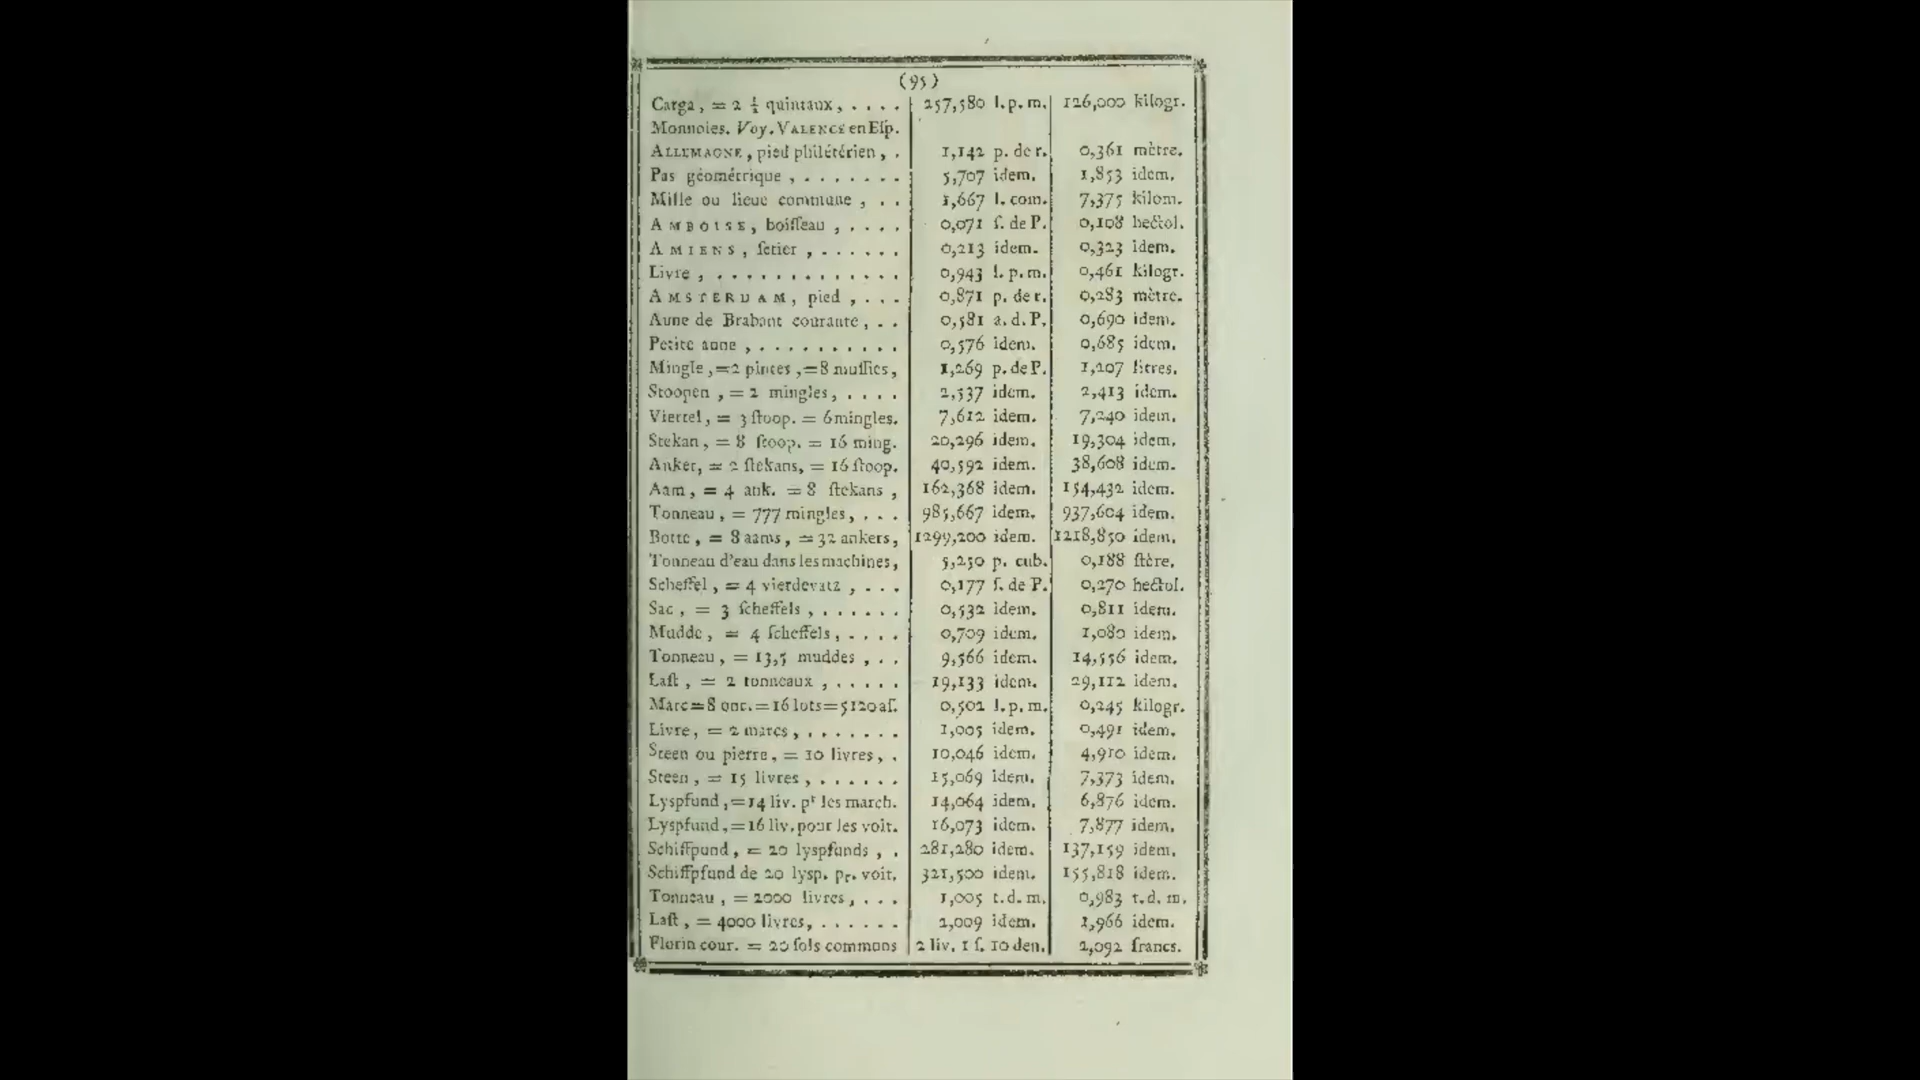 (95)
Carga, = 2 ½ quintaux, . . . . 257,580 l. p. m. 126,000 kilogr.
Monnoies. Voy. VALENCE en Eſp.
ALLEMAGNE, pied philétérien, . 1,142 p. de r. 0,361 mètre.
Pas géométrique, . . . . . . . 5,707 idem. 1,853 idem.
Mille ou lieue commune, . . 1,667 l. com. 7,375 kilom.
AMBOISE, boiſſeau, . . . . 0,071 ſ. de P. 0,108 hectol.
AMIENS, ſetier, . . . . . . 0,213 idem. 0,323 idem.
Livre, . . . . . . . . . . . . 0,943 l. p. m. 0,461 kilogr.
AMSTERDAM, pied, . . . 0,871 p. de r. 0,283 mètre.
Aune de Brabant courante, . . 0,581 a. d. P. 0,690 idem.
Petite aune, . . . . . . . . . . 0,576 idem. 0,685 idem.
Mingle, = 2 pintes, = 8 muſſies, 1,269 p. de P. 1,207 litres.
Stoopen, = 2 mingles, . . . . 2,537 idem. 2,413 idem.
Viertel, = 3 ſtoop. = 6 mingles. 7,612 idem. 7,240 idem.
Stekan, = 8 ſtoop. = 16 ming. 20,296 idem. 19,304 idem.
Anker, = 2 ſtekans, = 16 ſtoop. 40,592 idem. 38,608 idem.
Aam, = 4 ank. = 8 ſtekans, 162,368 idem. 154,432 idem.
Tonneau, = 777 mingles, . . . 985,667 idem. 937,604 idem.
Botte, = 8 aams, = 32 ankers, 1299,200 idem. 1218,850 idem.
Tonneau d'eau dans les machines, 5,250 p. cub. 0,188 ſtère.
Scheffel, = 4 vierdevatz, . . . 0,177 ſ. de P. 0,270 hectol.
Sac, = 3 ſcheffels, . . . . . . 0,532 idem. 0,811 idem.
Mudde, = 4 ſcheffels, . . . . 0,709 idem. 1,080 idem.
Tonneau, = 13,5 muddes, . . . 9,566 idem. 14,556 idem.
Laſt, = 2 tonneaux, . . . . . 19,133 idem. 29,112 idem.
Marc = 8 onc. = 16 lots = 5120 aſ. 0,502 l. p. m. 0,245 kilogr.
Livre, = 2 marcs, . . . . . . . 1,005 idem. 0,491 idem.
Steen ou pierre, = 10 livres, . 10,046 idem. 4,910 idem.
Steen, = 15 livres, . . . . . . 15,069 idem. 7,373 idem.
Lyspfund, = 14 liv. pr les march. 14,064 idem. 6,876 idem.
Lyspfund, = 16 liv. pour les voit. 16,073 idem. 7,877 idem.
Schiffpund, = 20 lyspfunds, . 281,280 idem. 137,159 idem.
Schiffpfund de 20 lysp. pr. voit. 321,500 idem. 155,818 idem.
Tonneau, = 2000 livres, . . . 1,005 t. d. m. 0,983 t. d. m.
Laſt, = 4000 livres, . . . . . . 2,009 idem. 1,966 idem.
Florin cour. = 20 ſols communs 2 liv. 1 ſ. 10 den. 2,092 francs.